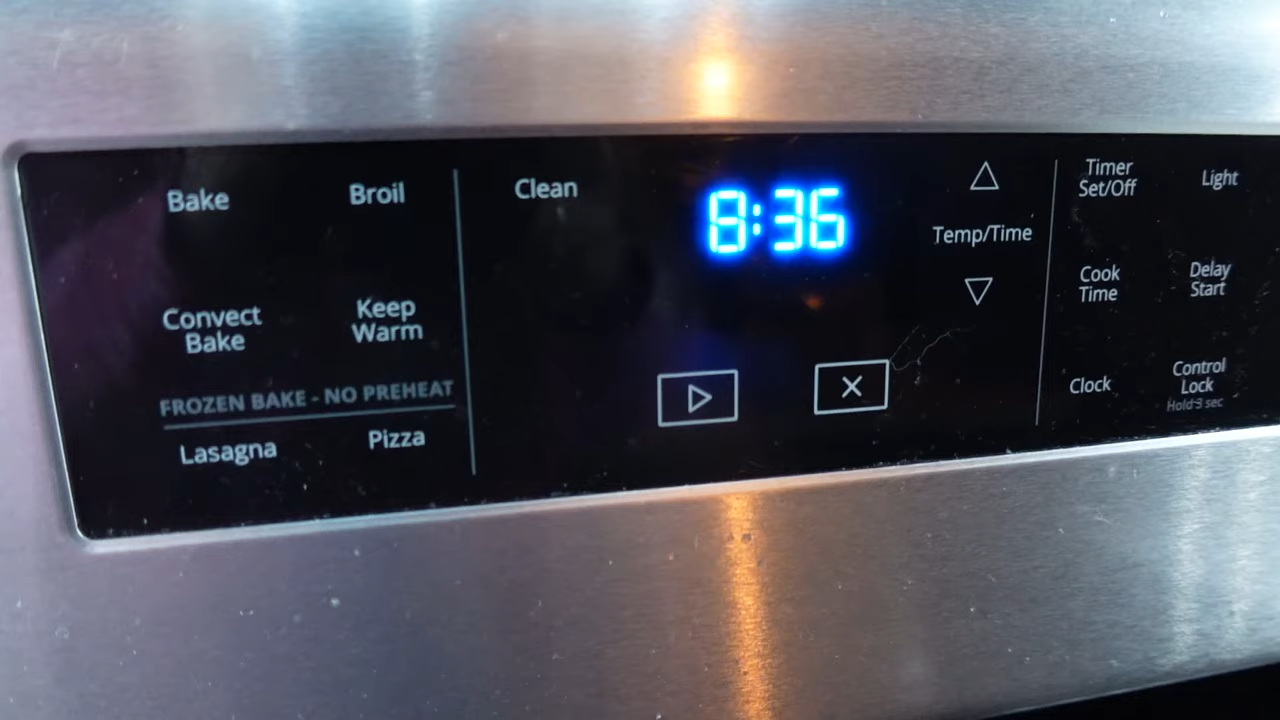 Bake
Broil
Convect
Bake
Keep
Warm
FROZEN BAKE - NO PREHEAT
Lasagna
Pizza
Clean
8:36
Temp/Time
Timer
Set/Off
Light
Cook
Time
Delay
Start
Clock
Control
Lock
Hold 3 sec